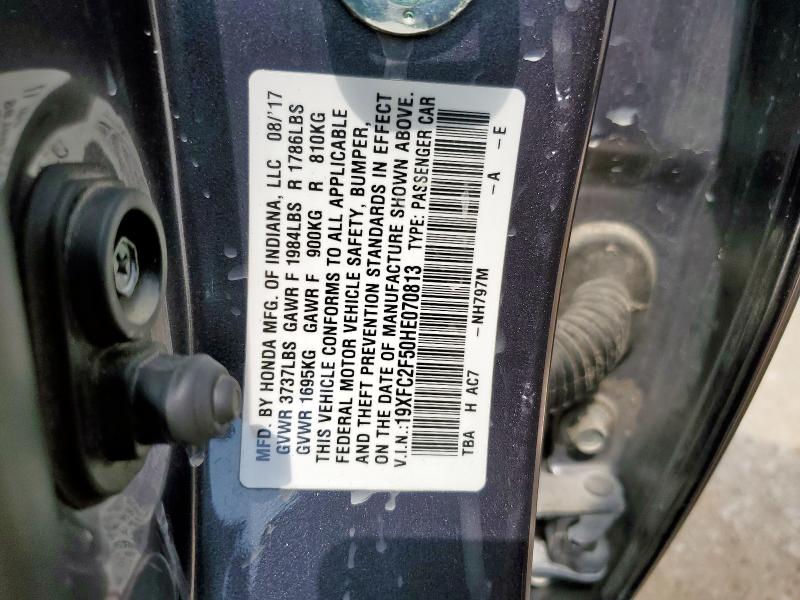 MFD. BY HONDA MFG. OF INDIANA, LLC 08/'17
GVWR 3737LBS GAWR F 1984LBS R 1786LBS
GVWR 1695KG GAWR F 900KG R 810KG
THIS VEHICLE CONFORMS TO ALL APPLICABLE
FEDERAL MOTOR VEHICLE SAFETY, BUMPER,
AND THEFT PREVENTION STANDARDS IN EFFECT
ON THE DATE OF MANUFACTURE SHOWN ABOVE.
V.I.N.:19XFC2F50HE070813 TYPE: PASSENGER CAR
TBA H AC7 -NH797M -A -E